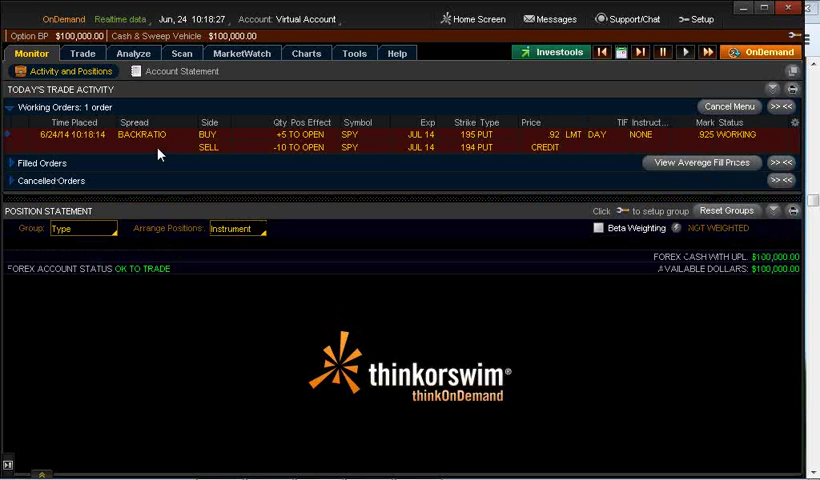 OnDemand Realtime data Jun, 24 10:18:27 Account: Virtual Account Home Screen Messages Support/Chat Setup
Option BP $100,000.00 Cash & Sweep Vehicle $100,000.00
Monitor Trade Analyze Scan MarketWatch Charts Tools Help Investools OnDemand
Activity and Positions Account Statement
TODAY'S TRADE ACTIVITY
Working Orders: 1 order Cancel Menu >> <<
Time Placed Spread Side Qty Pos Effect Symbol Exp Strike Type Price TIF Instruct... Mark Status
6/24/14 10:18:14 BACKRATIO BUY +5 TO OPEN SPY JUL 14 195 PUT .92 LMT DAY NONE .925 WORKING
SELL -10 TO OPEN SPY JUL 14 194 PUT CREDIT
Filled Orders View Average Fill Prices >> <<
Cancelled Orders >> <<
POSITION STATEMENT Click to setup group Reset Groups
Group: Type Arrange Positions: Instrument Beta Weighting NOT WEIGHTED
FOREX CASH WITH UPL. $100,000.00
FOREX ACCOUNT STATUS OK TO TRADE AVAILABLE DOLLARS: $100,000.00
thinkorswim®
thinkOnDemand